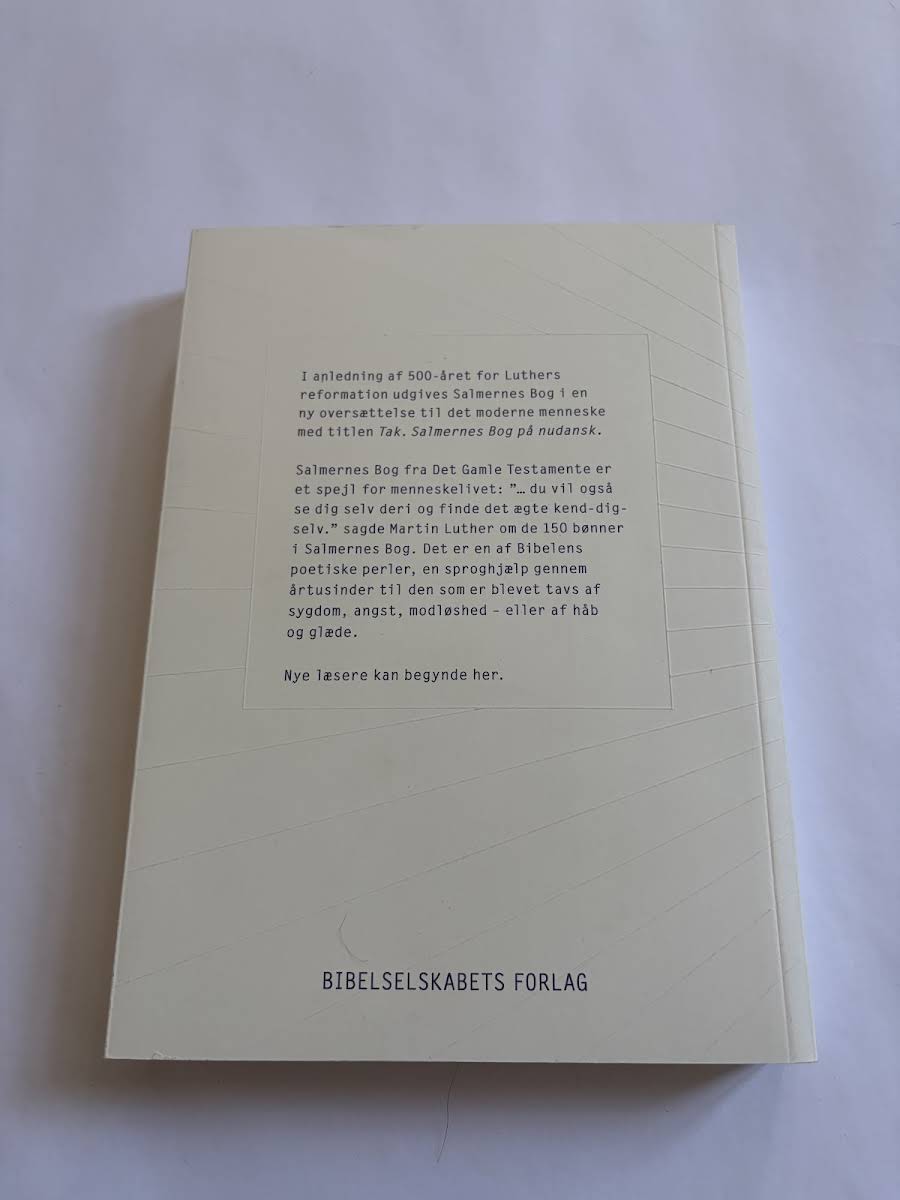 I anledning af 500-året for Luthers
reformation udgives Salmernes Bog i en
ny oversættelse til det moderne menneske
med titlen Tak. Salmernes Bog på nudansk.
Salmernes Bog fra Det Gamle Testamente er
et spejl for menneskelivet: ”… du vil også
se dig selv deri og finde det ægte kend-dig-
selv.” sagde Martin Luther om de 150 bønner
i Salmernes Bog. Det er en af Bibelens
poetiske perler, en sproghjælp gennem
årtusinder til den som er blevet tavs af
sygdom, angst, modløshed – eller af håb
og glæde.
Nye læsere kan begynde her.
BIBELSELSKABETS FORLAG